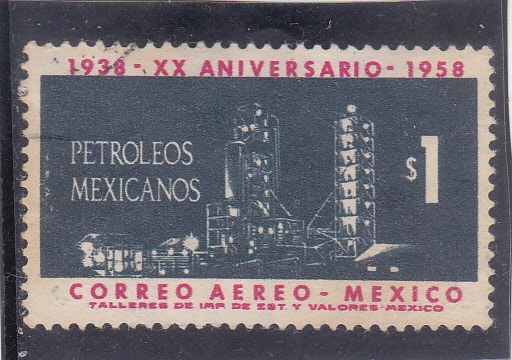 1938 - XX ANIVERSARIO - 1958
PETROLEOS
MEXICANOS
$1
CORREO AEREO - MEXICO
TALLERES DE IMP. DE EST. Y VALORES-MEXICO